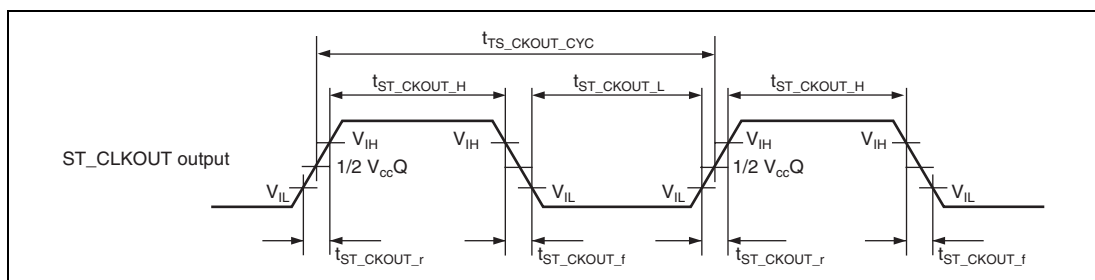 tTS_CKOUT_CYC
tST_CKOUT_H tST_CKOUT_L tST_CKOUT_H
VIH VIH VIH VIH
ST_CLKOUT output 1/2 VccQ 1/2 VccQ
VIL VIL VIL VIL
tST_CKOUT_r tST_CKOUT_f tST_CKOUT_r tST_CKOUT_f